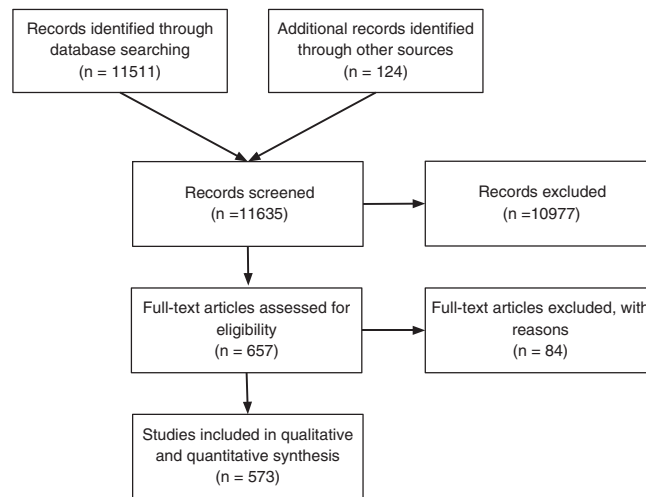 Records identified through
database searching
(n = 11511)
Additional records identified
through other sources
(n = 124)
Records screened
(n =11635)
Records excluded
(n =10977)
Full-text articles assessed for
eligibility
(n = 657)
Full-text articles excluded, with
reasons
(n = 84)
Studies included in qualitative
and quantitative synthesis
(n = 573)